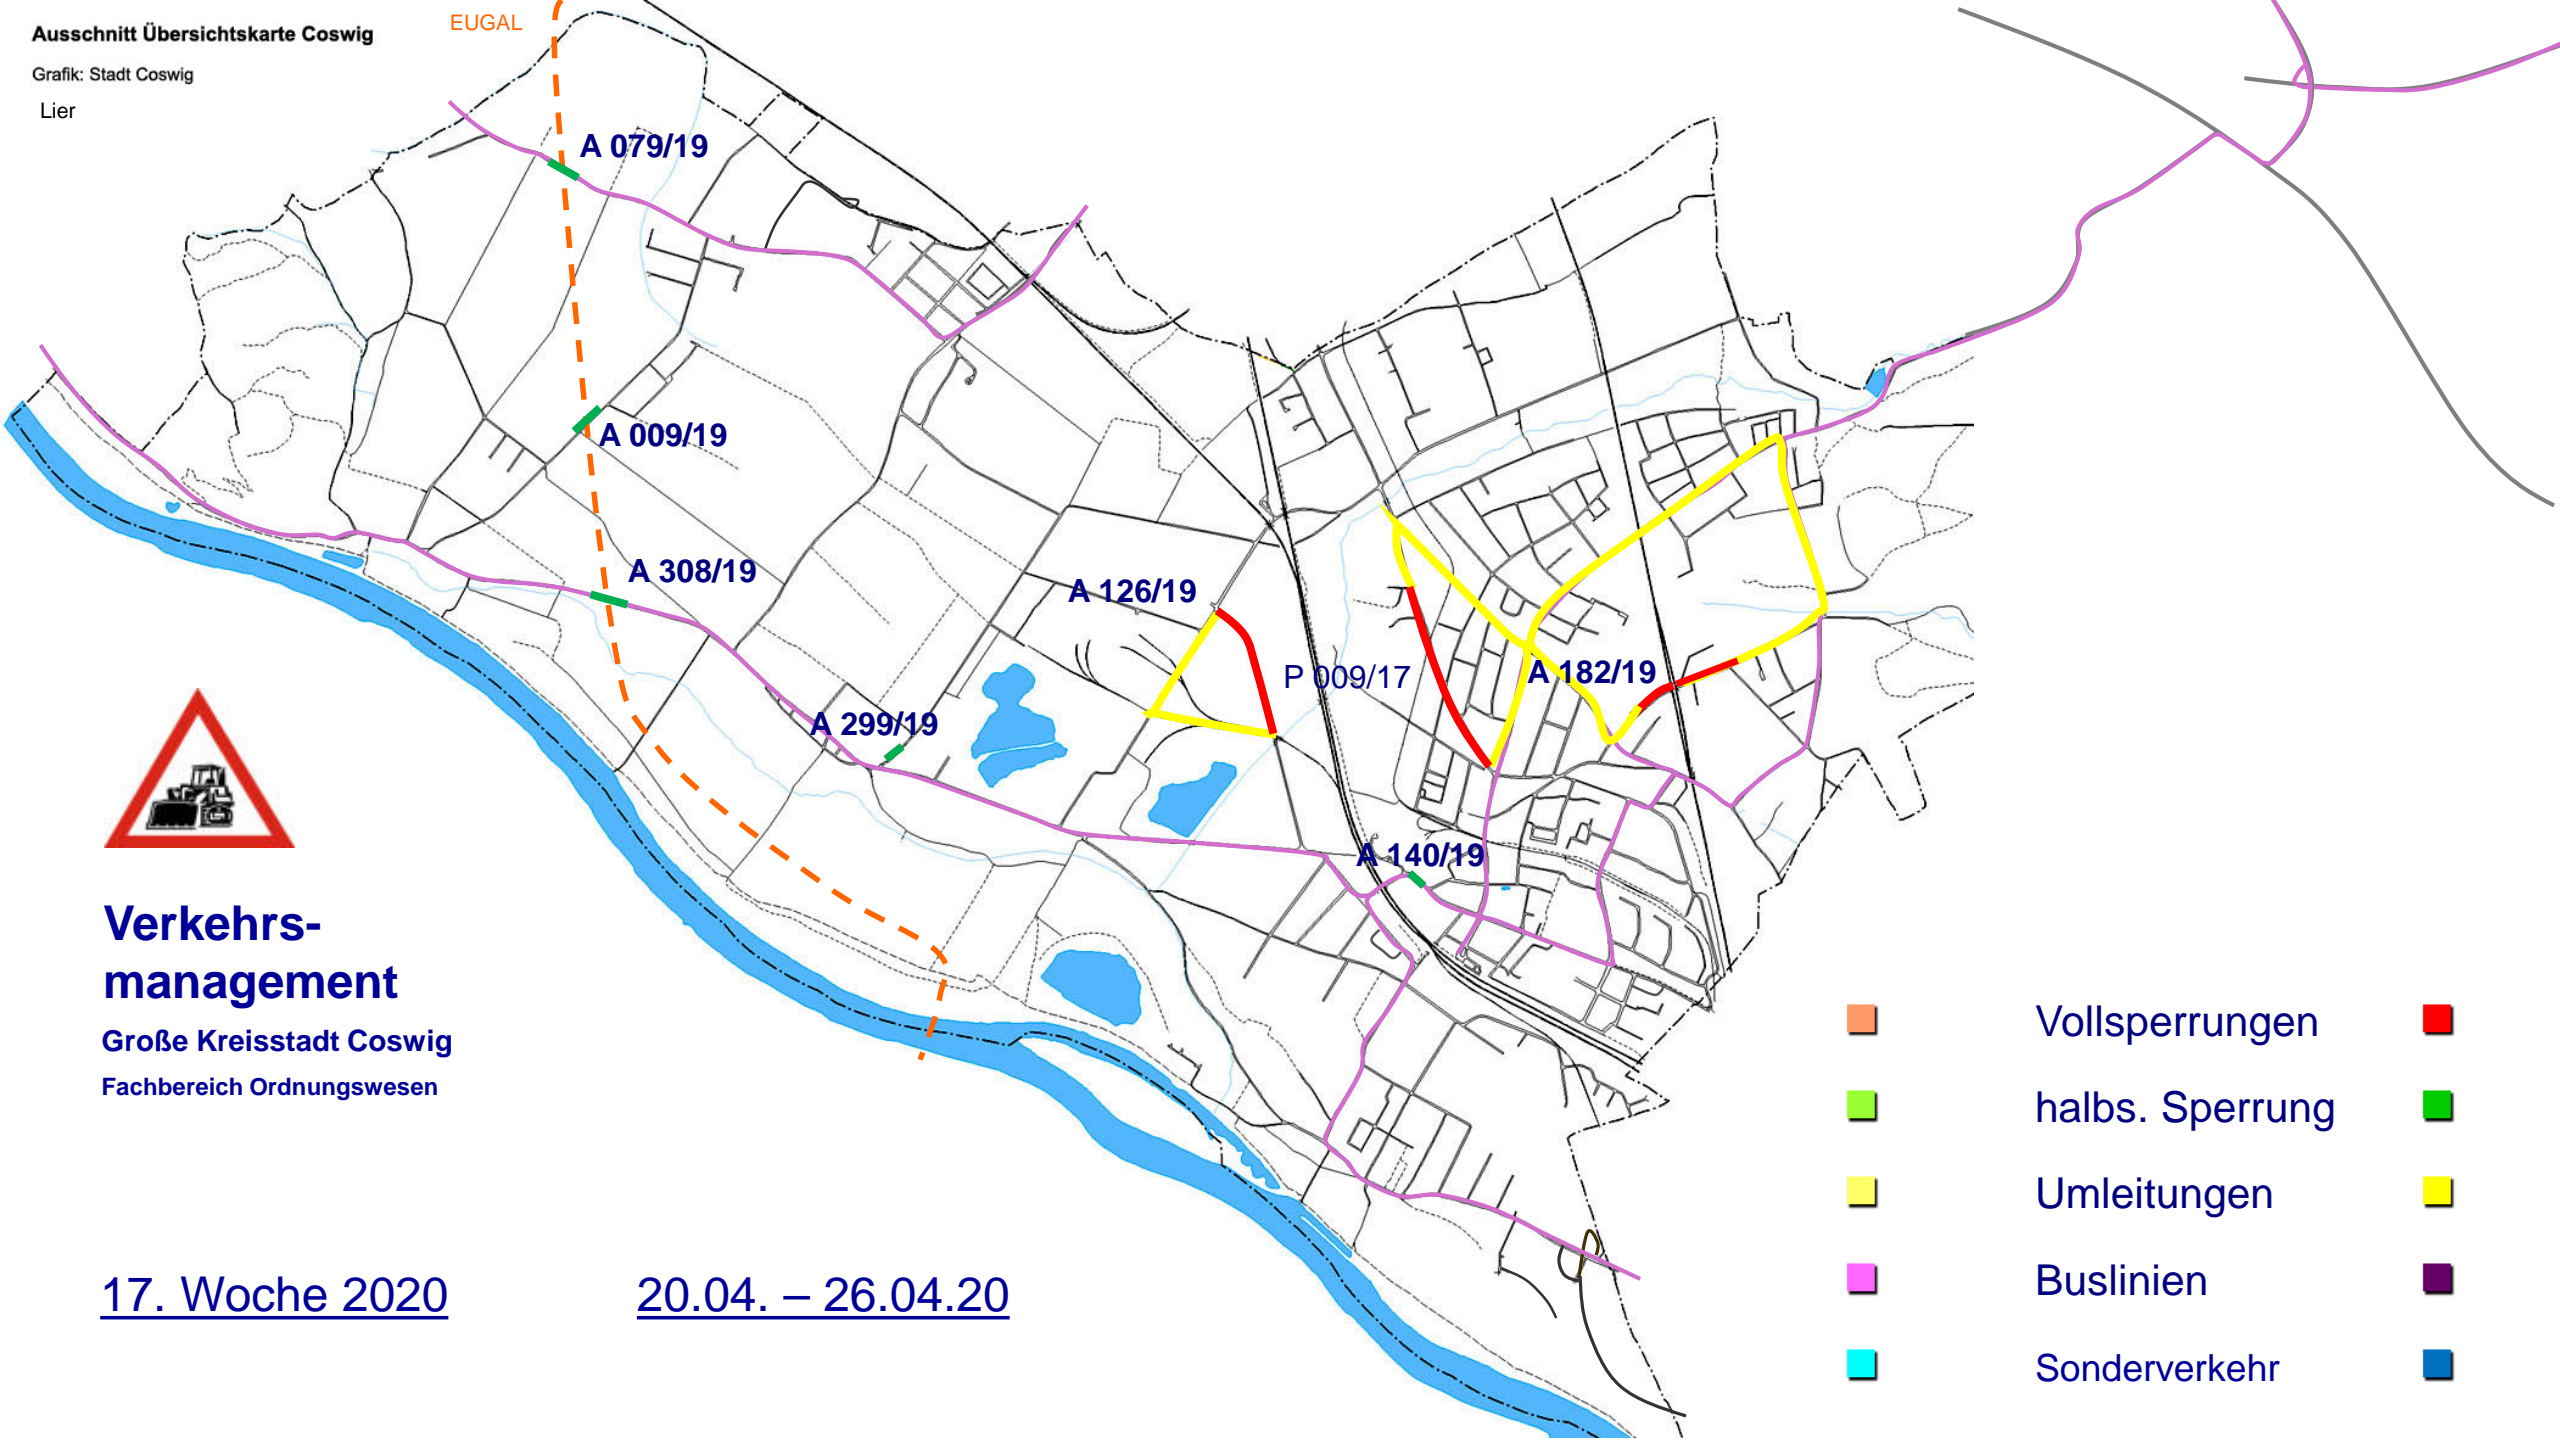 Ausschnitt Übersichtskarte Coswig
Grafik: Stadt Coswig
Lier
EUGAL
A 079/19
A 009/19
A 308/19
A 126/19
P 009/17
A 182/19
A 299/19
A 140/19
Verkehrs-
management
Große Kreisstadt Coswig
Fachbereich Ordnungswesen
17. Woche 2020
20.04. – 26.04.20
Vollsperrungen
halbs. Sperrung
Umleitungen
Buslinien
Sonderverkehr